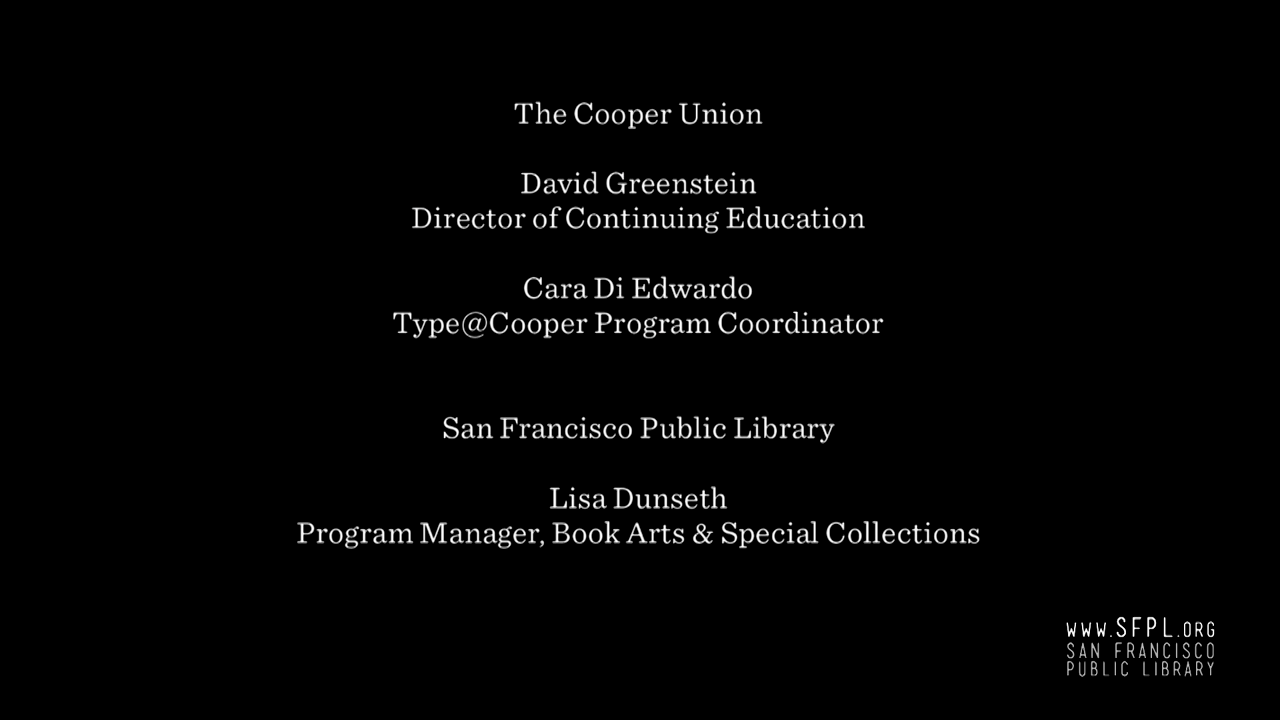 The Cooper Union
David Greenstein
Director of Continuing Education
Cara Di Edwardo
Type@Cooper Program Coordinator
San Francisco Public Library
Lisa Dunseth
Program Manager, Book Arts & Special Collections
www.SFPL.ORG
SAN FRANCISCO
PUBLIC LIBRARY